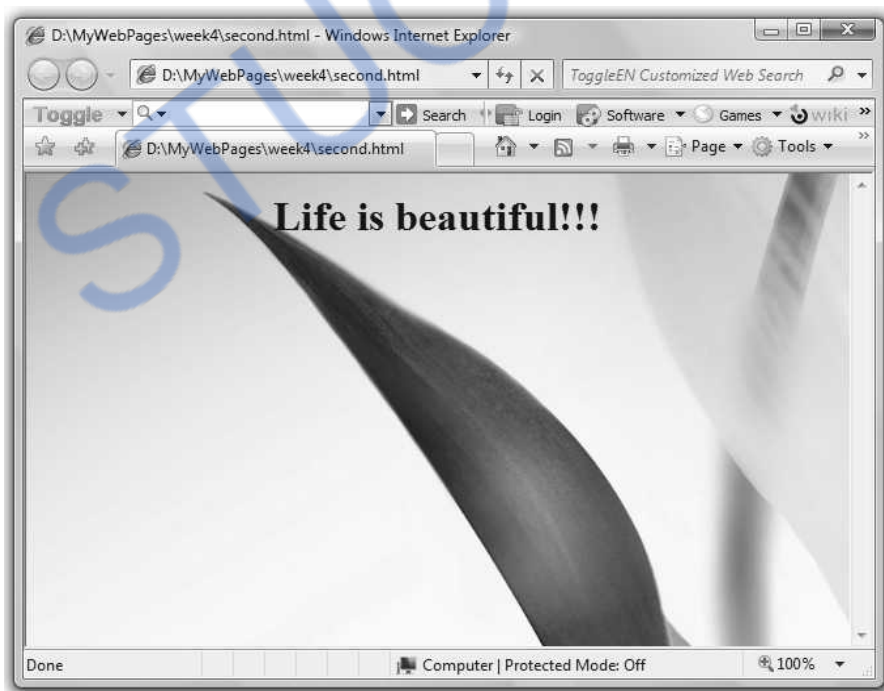 D:\MyWebPages\week4\second.html - Windows Internet Explorer
D:\MyWebPages\week4\second.html ToggleEN Customized Web Search
Toggle Search Login Software Games wiki »
D:\MyWebPages\week4\second.html Page Tools »
Life is beautiful!!!
Done Computer | Protected Mode: Off 100%
STUC